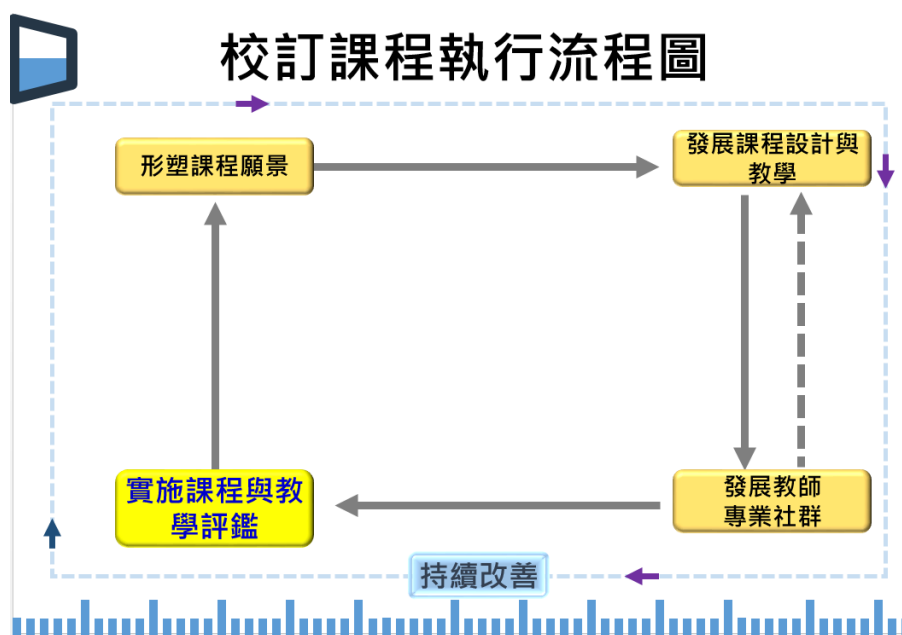 校訂課程執行流程圖
形塑課程願景
發展課程設計與
教學
實施課程與教
學評鑑
發展教師
專業社群
持續改善